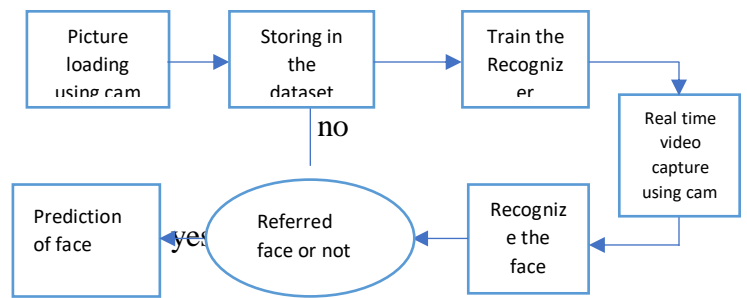 Picture
loading
using cam
Storing in
the
dataset
Train the
Recogniz
er
Real time
video
capture
using cam
no
Recogniz
e the
face
Referred
face or not
yes
Prediction
of face